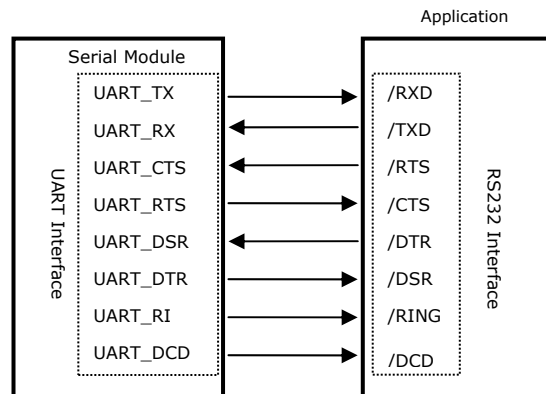 Application
Serial Module
UART Interface
UART_TX
UART_RX
UART_CTS
UART_RTS
UART_DSR
UART_DTR
UART_RI
UART_DCD
/RXD
/TXD
/RTS
/CTS
/DTR
/DSR
/RING
/DCD
RS232 Interface